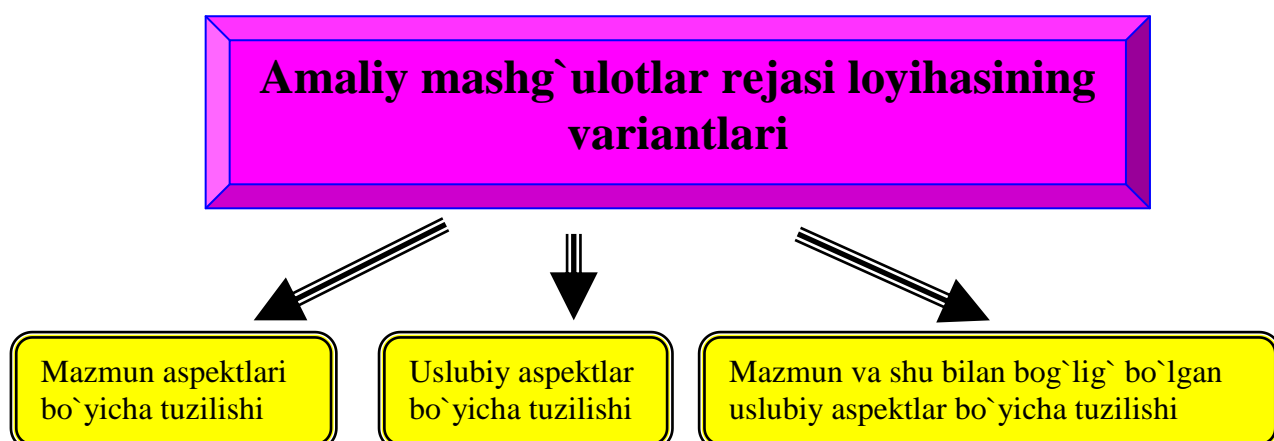 Amaliy mashg`ulotlar rejasi loyihasining
variantlari
Mazmun aspektlari
bo`yicha tuzilishi
Uslubiy aspektlar
bo`yicha tuzilishi
Mazmun va shu bilan bog`lig` bo`lgan
uslubiy aspektlar bo`yicha tuzilishi